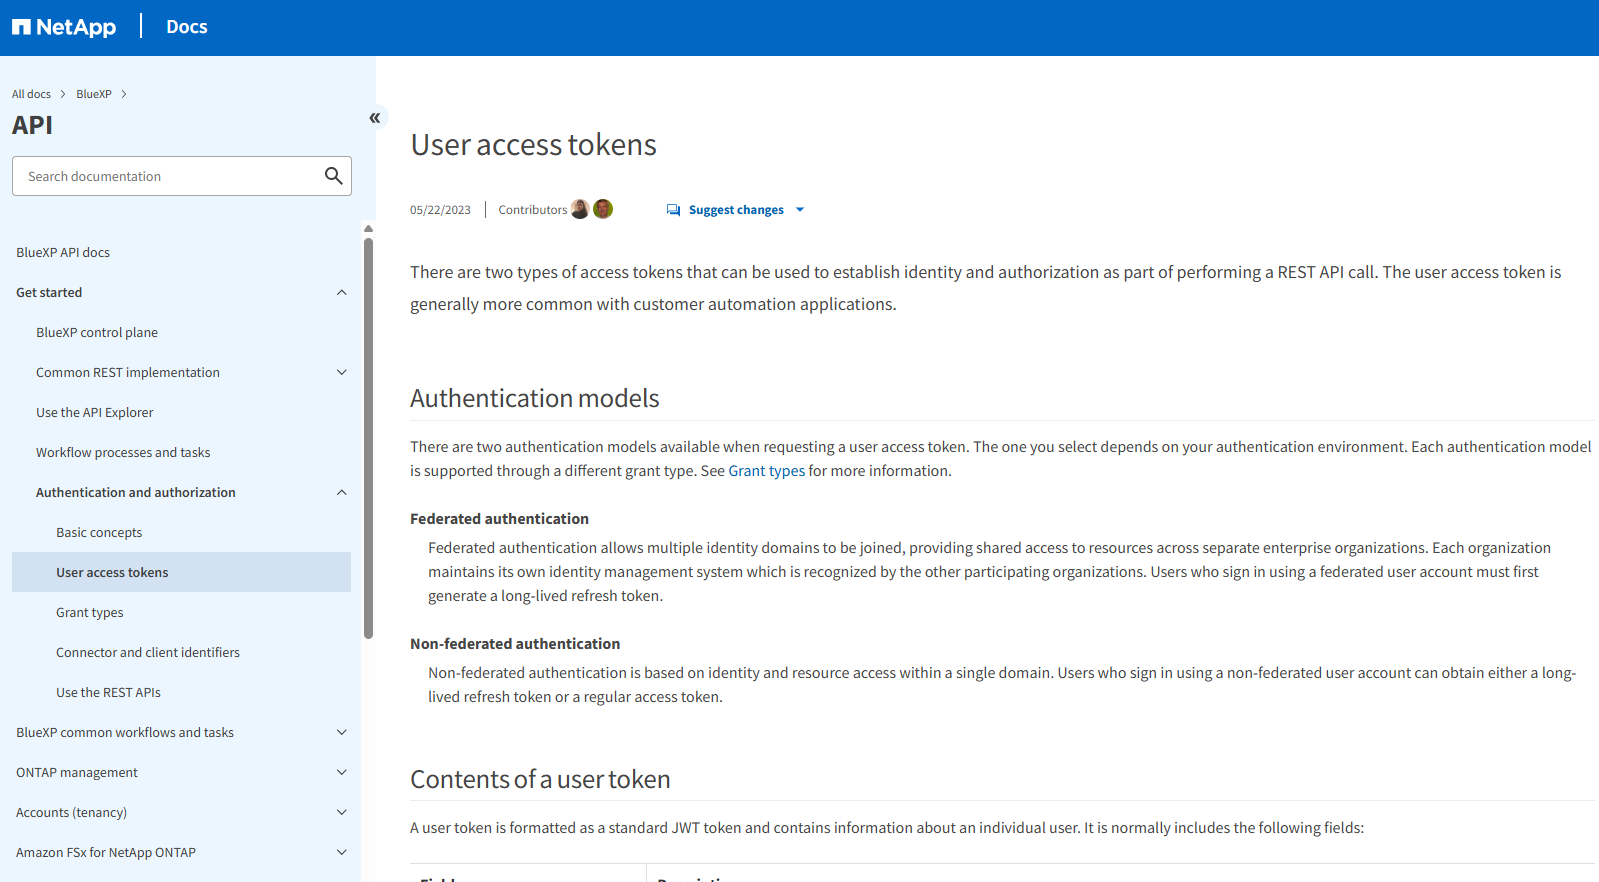 NetApp
Docs
All docs
BlueXP
API
Search documentation
BlueXP API docs
Get started
BlueXP control plane
Common REST implementation
Use the API Explorer
Workflow processes and tasks
Authentication and authorization
Basic concepts
User access tokens
Grant types
Connector and client identifiers
Use the REST APIs
BlueXP common workflows and tasks
ONTAP management
Accounts (tenancy)
Amazon FSx for NetApp ONTAP
User access tokens
05/22/2023
Contributors
Suggest changes
There are two types of access tokens that can be used to establish identity and authorization as part of performing a REST API call. The user access token is
generally more common with customer automation applications.
Authentication models
There are two authentication models available when requesting a user access token. The one you select depends on your authentication environment. Each authentication model
is supported through a different grant type. See Grant types for more information.
Federated authentication
Federated authentication allows multiple identity domains to be joined, providing shared access to resources across separate enterprise organizations. Each organization
maintains its own identity management system which is recognized by the other participating organizations. Users who sign in using a federated user account must first
generate a long-lived refresh token.
Non-federated authentication
Non-federated authentication is based on identity and resource access within a single domain. Users who sign in using a non-federated user account can obtain either a long-
lived refresh token or a regular access token.
Contents of a user token
A user token is formatted as a standard JWT token and contains information about an individual user. It is normally includes the following fields: